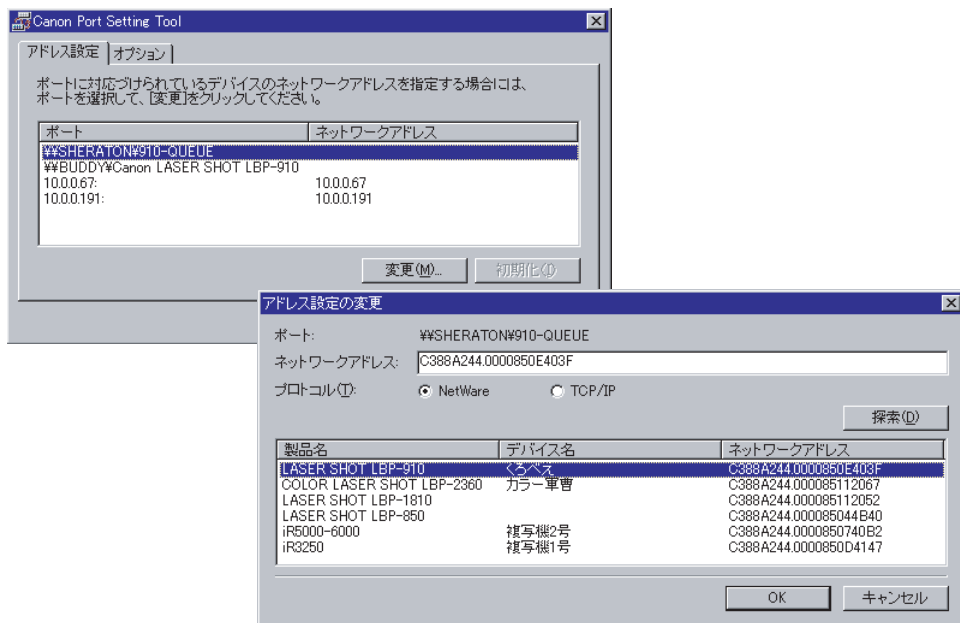 Canon Port Setting Tool
アドレス設定 オプション
ポートに対応づけられているデバイスのネットワークアドレスを指定する場合には、
ポートを選択して、[変更]をクリックしてください。
ポート ネットワークアドレス
¥¥SHERATON¥910-QUEUE
¥¥BUDDY¥Canon LASER SHOT LBP-910
10.0.0.67: 10.0.0.67
10.0.0.191: 10.0.0.191
変更(M)... 初期化(I)
アドレス設定の変更
ポート: ¥¥SHERATON¥910-QUEUE
ネットワークアドレス: C388A244.0000850E403F
プロトコル(T): NetWare TCP/IP
探索(D)
製品名 デバイス名 ネットワークアドレス
LASER SHOT LBP-910 くろべえ C388A244.0000850E403F
COLOR LASER SHOT LBP-2360 カラー軍曹 C388A244.000085112067
LASER SHOT LBP-1810 C388A244.000085112052
LASER SHOT LBP-850 C388A244.000085044B40
iR5000-6000 複写機2号 C388A244.0000850740B2
iR3250 複写機1号 C388A244.0000850D4147
OK キャンセル